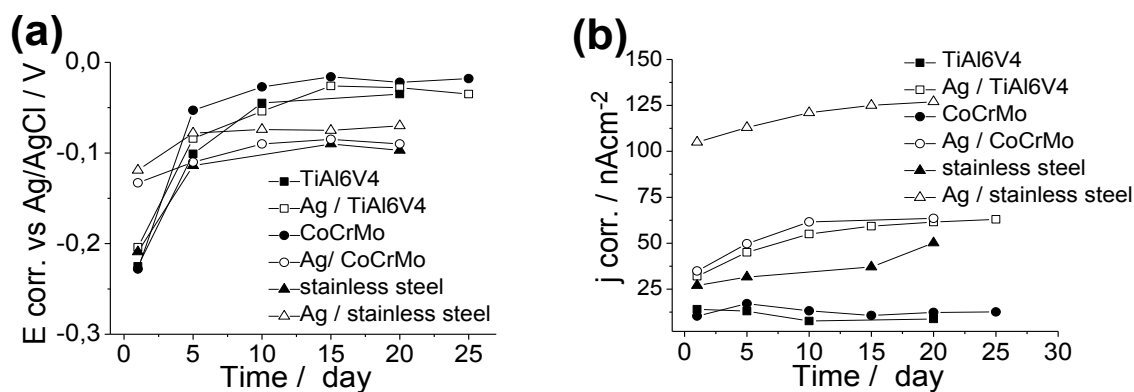 (a)
E corr. vs Ag/AgCl / V
0,0
-0,1
-0,2
-0,3
TiAl6V4
Ag / TiAl6V4
CoCrMo
Ag/ CoCrMo
stainless steel
Ag / stainless steel
0 5 10 15 20 25
Time / day
(b)
j corr. / nAcm⁻²
150
125
100
75
50
25
TiAl6V4
Ag / TiAl6V4
CoCrMo
Ag / CoCrMo
stainless steel
Ag / stainless steel
0 5 10 15 20 25 30
Time / day